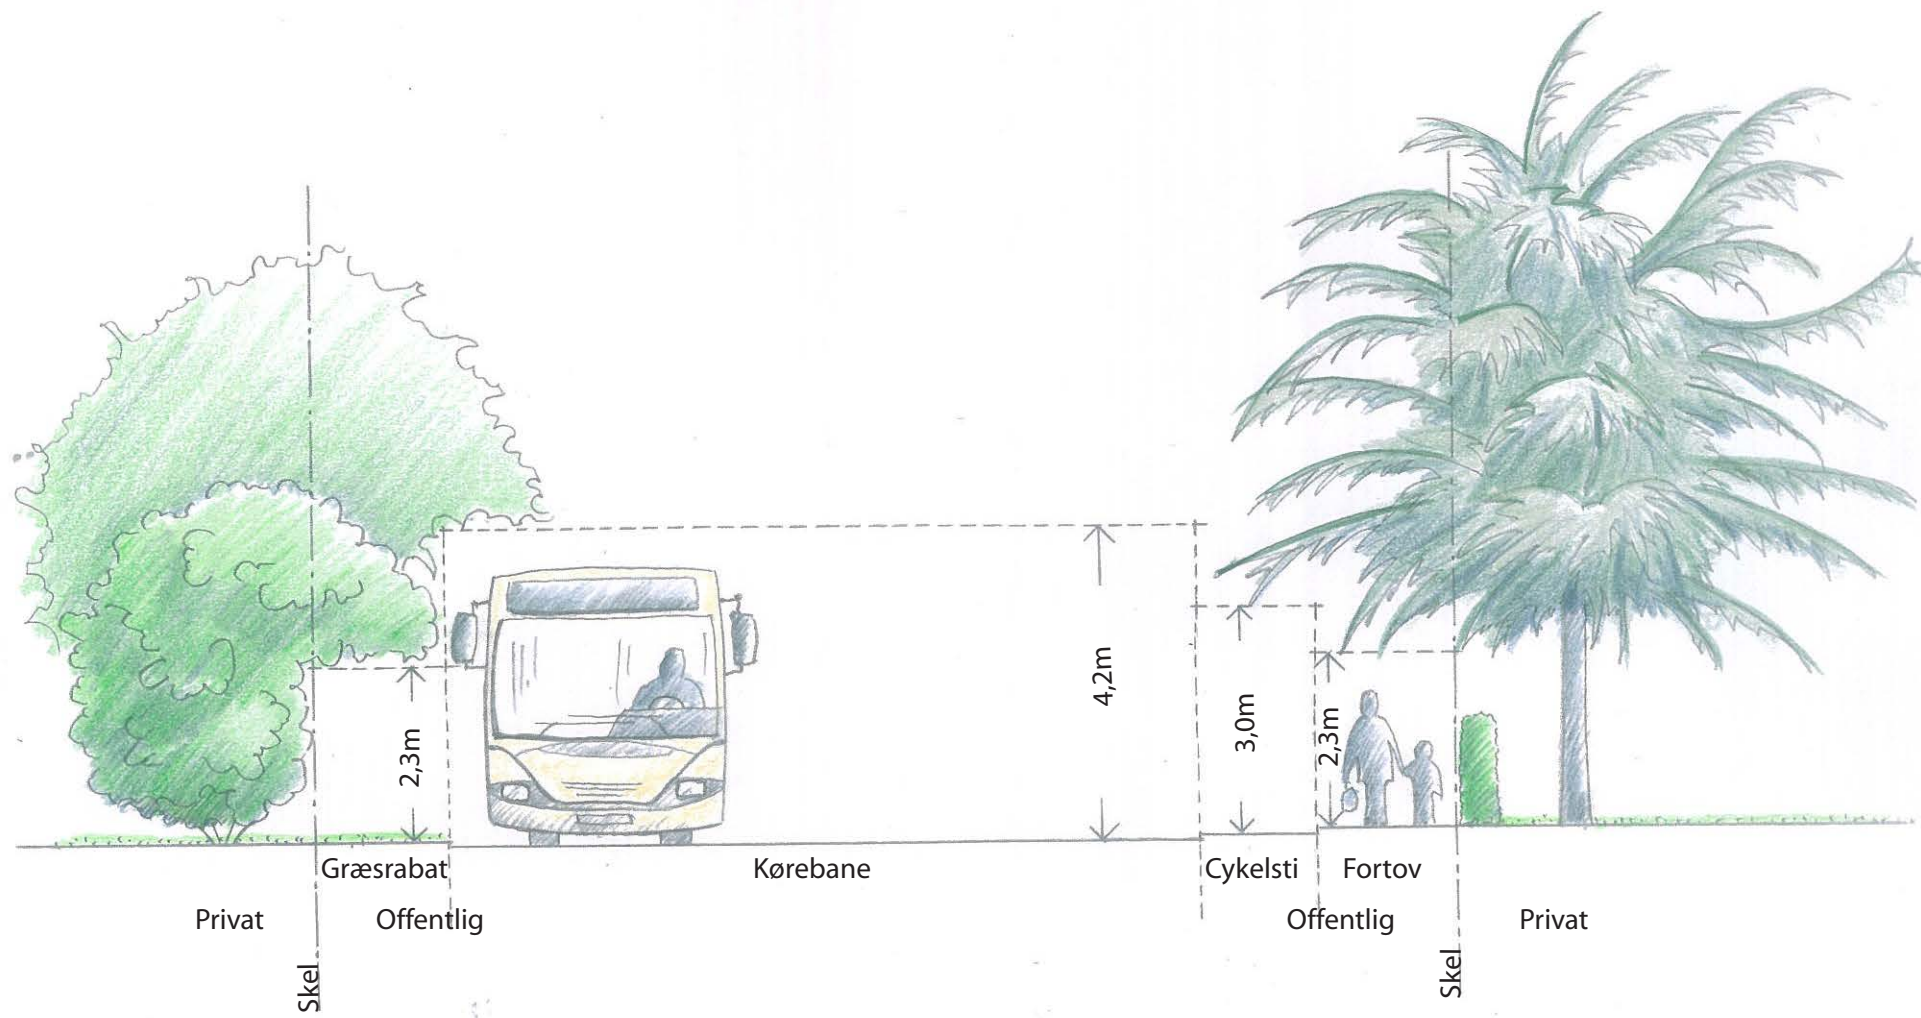 4,2m
3,0m
2,3m
2,3m
Græsrabat
Kørebane
Cykelsti
Fortov
Privat
Offentlig
Offentlig
Privat
Skel
Skel